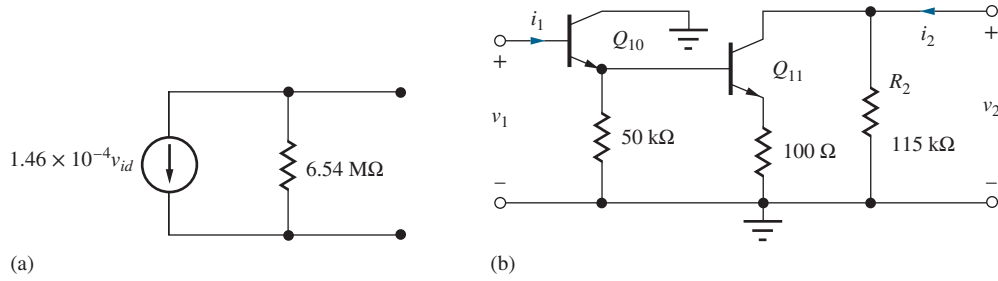 1.46 × 10⁻⁴v_id
6.54 MΩ
(a)
i₁
+
v₁
−
Q₁₀
50 kΩ
Q₁₁
100 Ω
R₂
115 kΩ
i₂
+
v₂
−
(b)